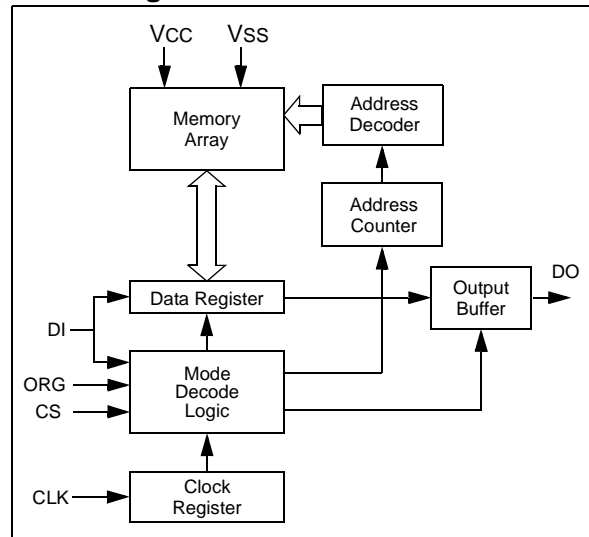 VCC VSS
Memory
Array
Address
Decoder
Address
Counter
Data Register
Output
Buffer
DO
DI
ORG
CS
Mode
Decode
Logic
CLK
Clock
Register